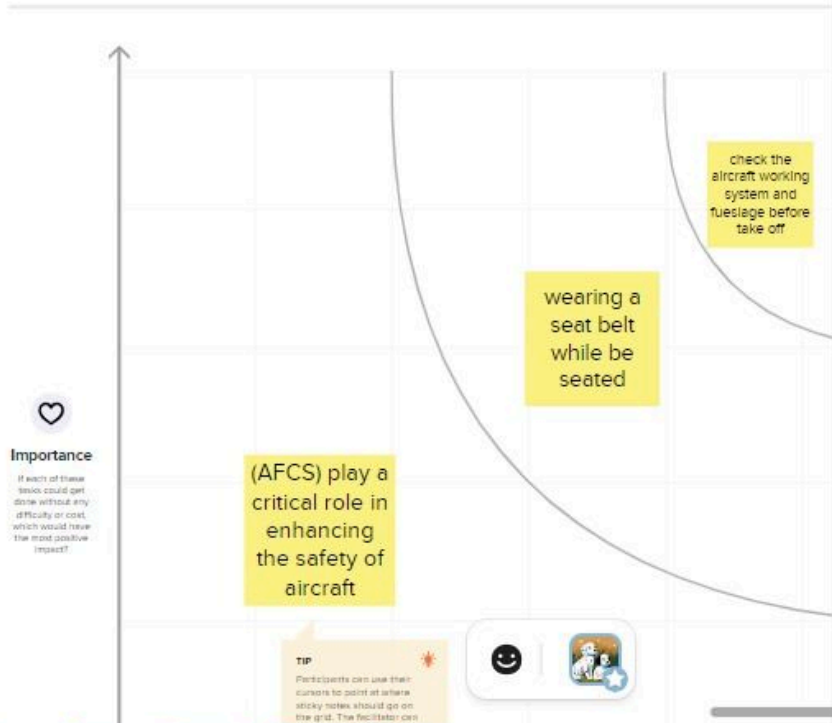 check the
aircraft working
system and
fueslage before
take off
wearing a
seat belt
while be
seated
Importance
If each of these
tasks could get
done without any
difficulty or cost,
which would have
the most positive
impact?
(AFCS) play a
critical role in
enhancing
the safety of
aircraft
TIP
Participants can use their
cursors to point at where
sticky notes should go on
the grid. The facilitator can